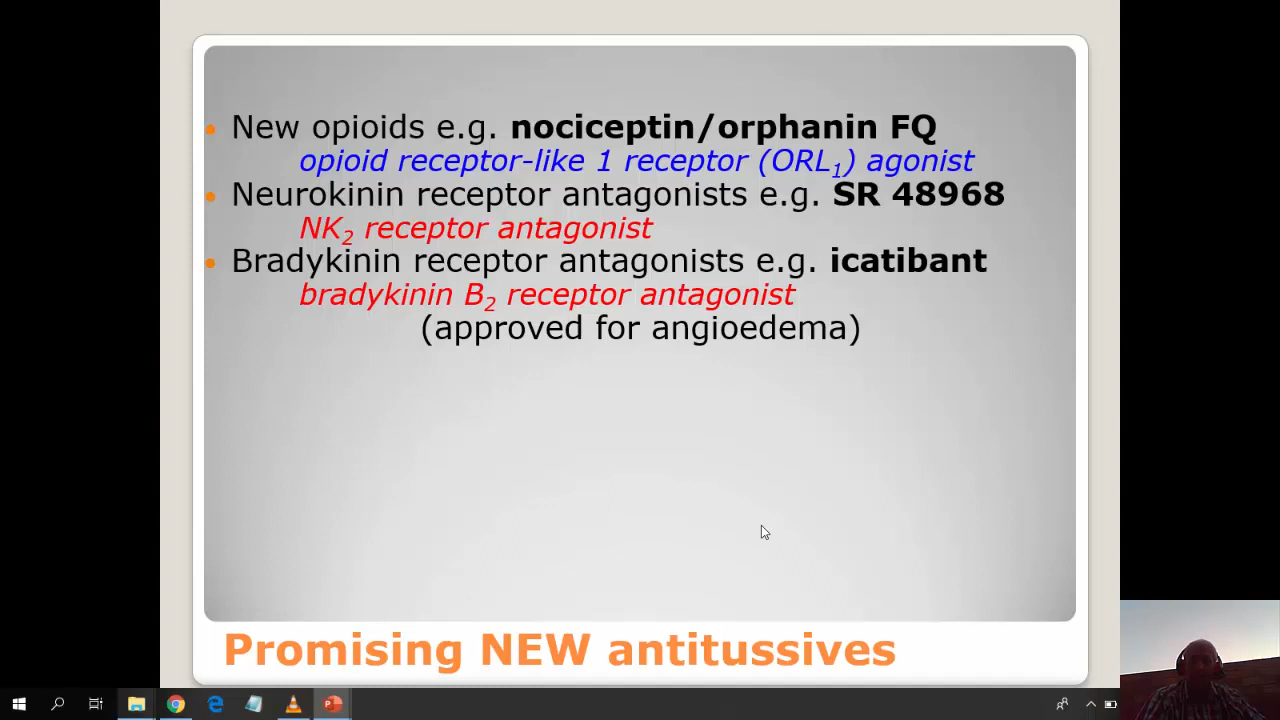 New opioids e.g. nociceptin/orphanin FQ
opioid receptor-like 1 receptor (ORL₁) agonist
Neurokinin receptor antagonists e.g. SR 48968
NK₂ receptor antagonist
Bradykinin receptor antagonists e.g. icatibant
bradykinin B₂ receptor antagonist
(approved for angioedema)
Promising NEW antitussives